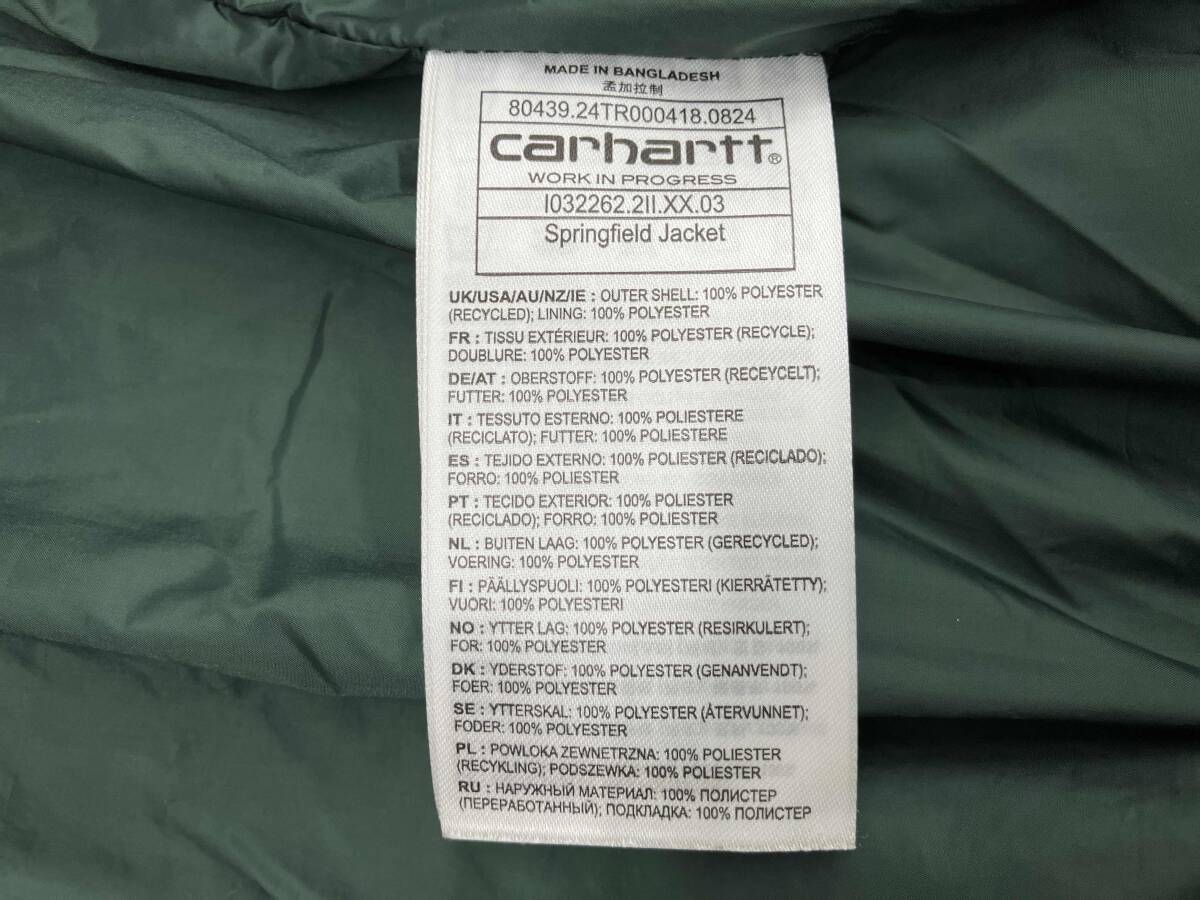 MADE IN BANGLADESH
孟加拉制
80439.24TR000418.0824
carhartt®
WORK IN PROGRESS
I032262.2II.XX.03
Springfield Jacket
UK/USA/AU/NZ/IE : OUTER SHELL: 100% POLYESTER
(RECYCLED); LINING: 100% POLYESTER
FR : TISSU EXTÉRIEUR: 100% POLYESTER (RECYCLE);
DOUBLURE: 100% POLYESTER
DE/AT : OBERSTOFF: 100% POLYESTER (RECEYCELT);
FUTTER: 100% POLYESTER
IT : TESSUTO ESTERNO: 100% POLIESTERE
(RECICLATO); FUTTER: 100% POLIESTERE
ES : TEJIDO EXTERNO: 100% POLIESTER (RECICLADO);
FORRO: 100% POLIESTER
PT : TECIDO EXTERIOR: 100% POLIESTER
(RECICLADO); FORRO: 100% POLIESTER
NL : BUITEN LAAG: 100% POLYESTER (GERECYCLED);
VOERING: 100% POLYESTER
FI : PÄÄLLYSPUOLI: 100% POLYESTERI (KIERRÄTETTY);
VUORI: 100% POLYESTERI
NO : YTTER LAG: 100% POLYESTER (RESIRKULERT);
FOR: 100% POLYESTER
DK : YDERSTOF: 100% POLYESTER (GENANVENDT);
FOER: 100% POLYESTER
SE : YTTERSKAL: 100% POLYESTER (ÅTERVUNNET);
FODER: 100% POLYESTER
PL : POWLOKA ZEWNETRZNA: 100% POLIESTER
(RECYKLING); PODSZEWKA: 100% POLIESTER
RU : НАРУЖНЫЙ МАТЕРИАЛ: 100% ПОЛИСТЕР
(ПЕРЕРАБОТАННЫЙ); ПОДКЛАДКА: 100% ПОЛИСТЕР